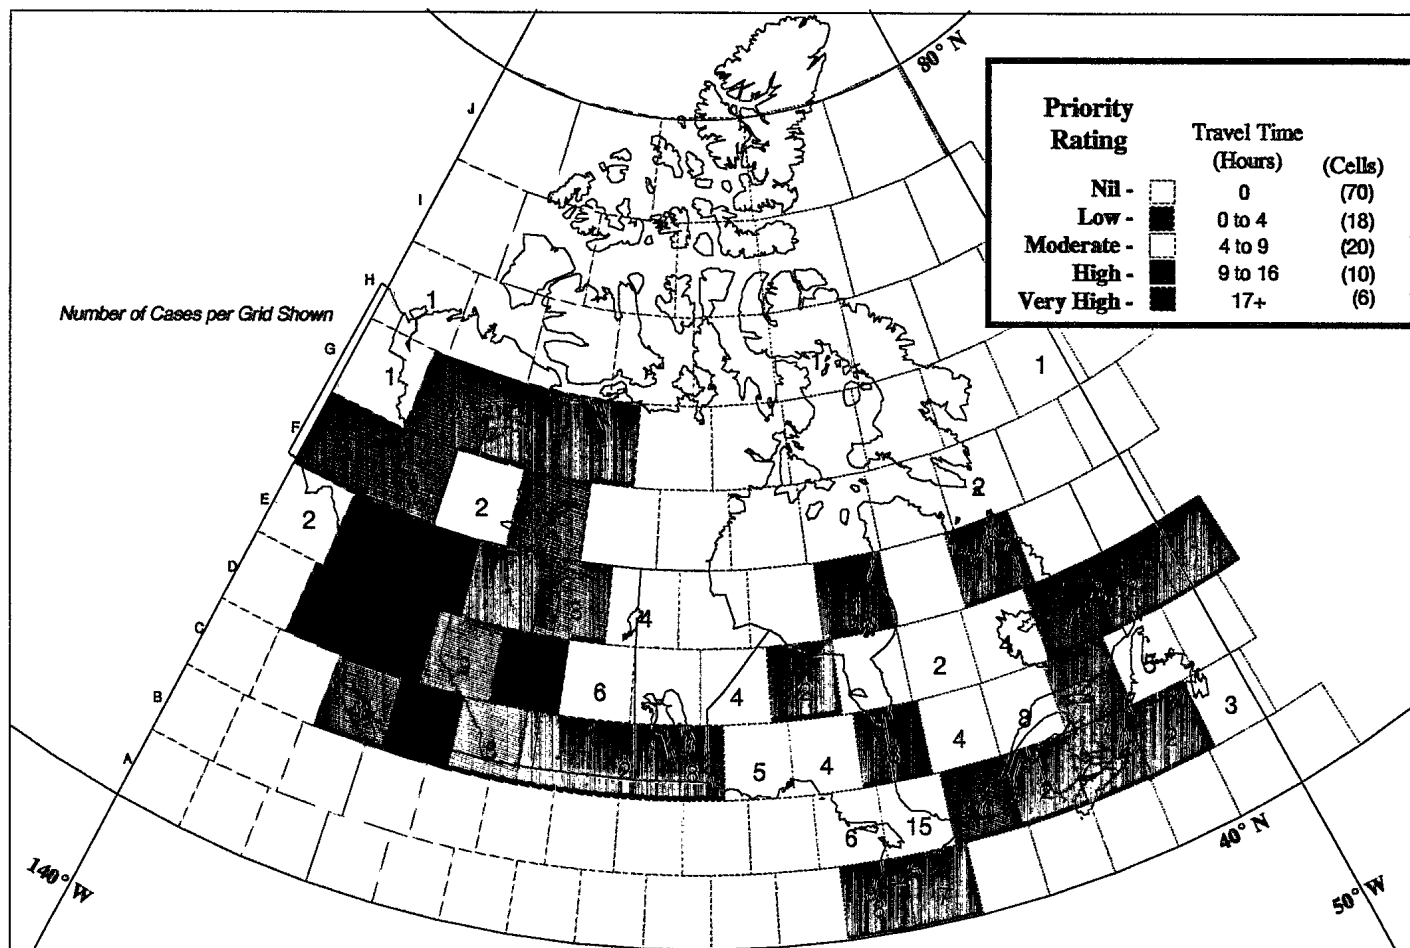 80° N
J
Priority
Rating
Travel Time
(Hours)
(Cells)
Nil - 0 (70)
Low - 0 to 4 (18)
Moderate - 4 to 9 (20)
High - 9 to 16 (10)
Very High - 17+ (6)
I
H
1
Number of Cases per Grid Shown
G
1
1
1
F
E
2
2
2
D
4
C
6
4
2
5
B
5
4
4
8
3
A
6
15
40° N
140° W
50° W